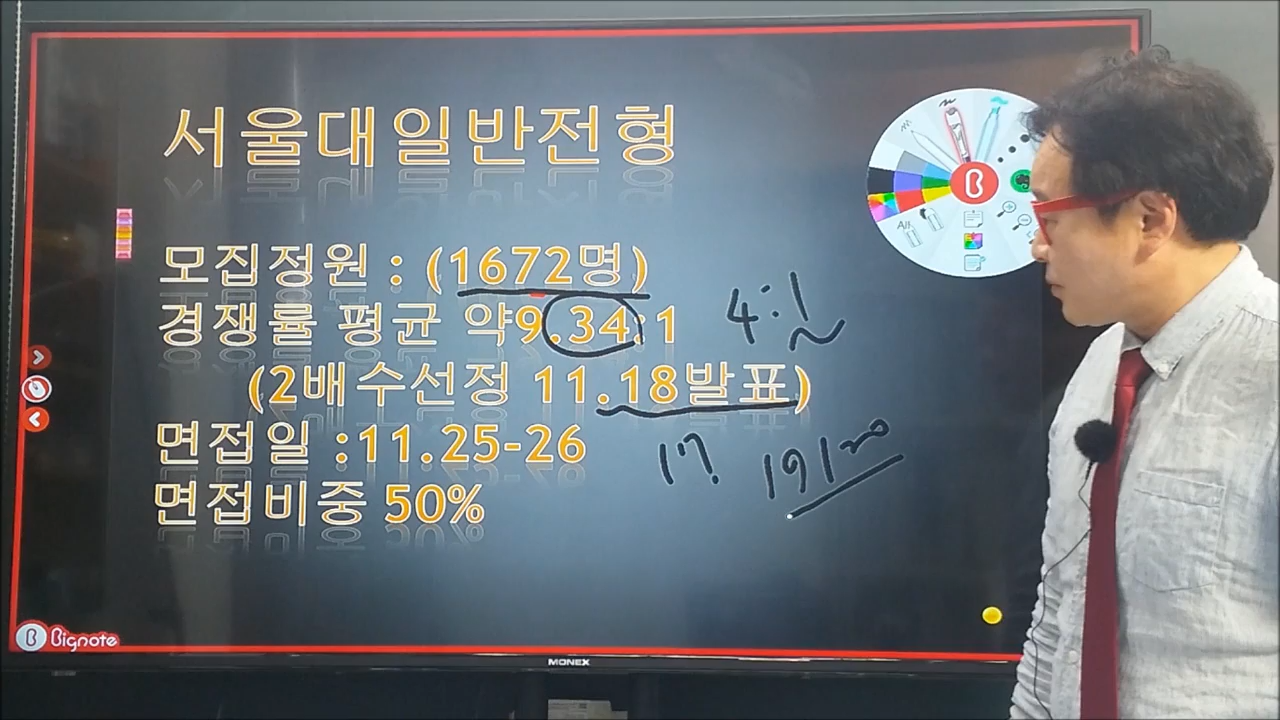 서울대일반전형
모집정원 : (1672명)
경쟁률 평균 약9.34:1
4:1
(2배수선정 11.18발표)
면접일 :11.25-26
17?
면접비중 50%
All
B
B Bignote
MONEX